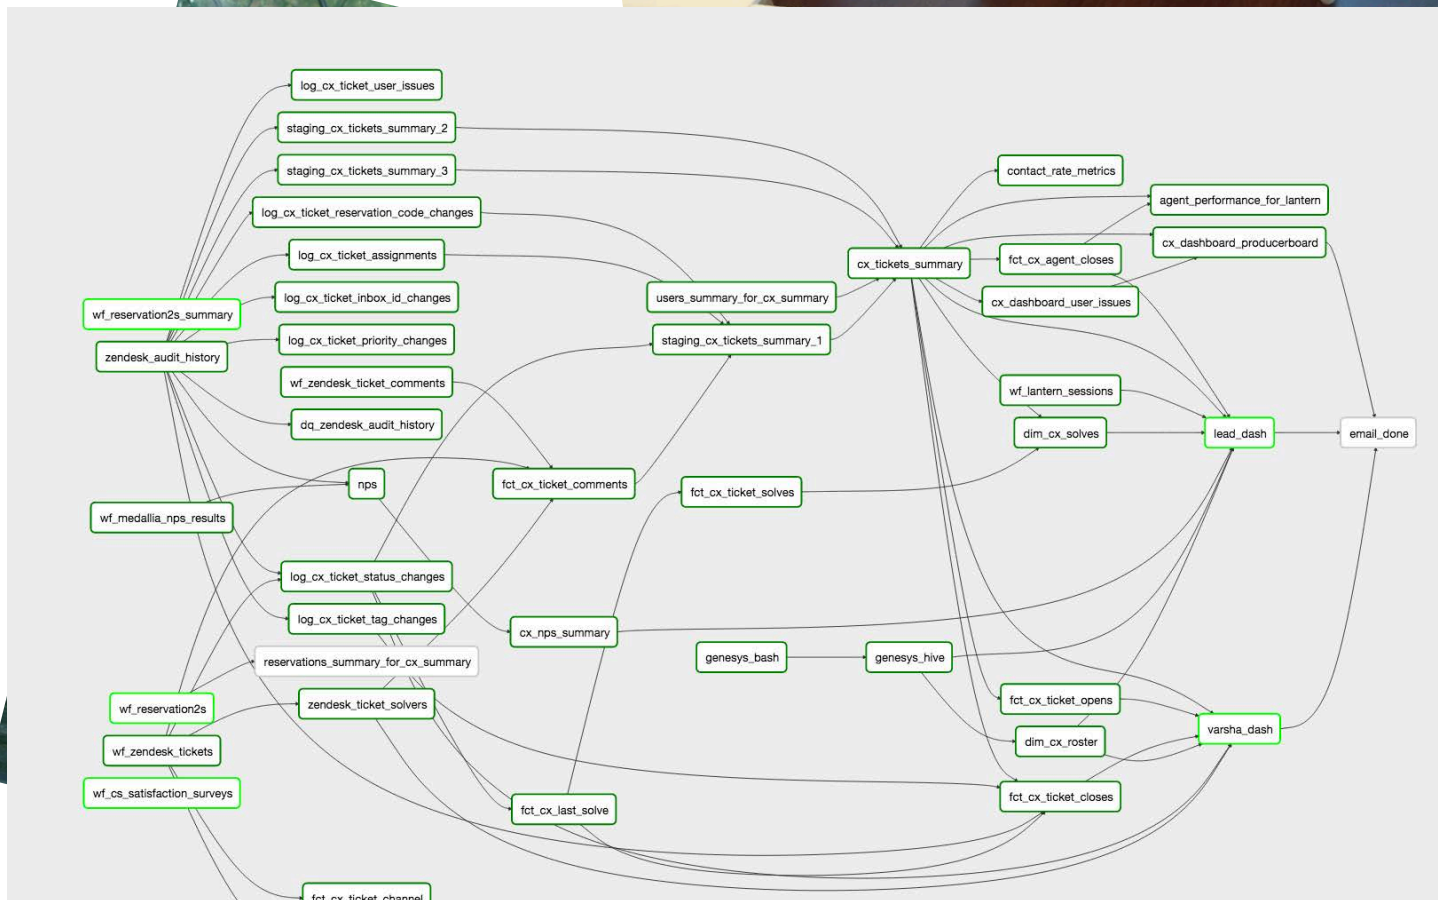 log_cx_ticket_user_issues
staging_cx_tickets_summary_2
staging_cx_tickets_summary_3
log_cx_ticket_reservation_code_changes
log_cx_ticket_assignments
log_cx_ticket_inbox_id_changes
wf_reservation2s_summary
log_cx_ticket_priority_changes
zendesk_audit_history
wf_zendesk_ticket_comments
dq_zendesk_audit_history
nps
wf_medallia_nps_results
log_cx_ticket_status_changes
log_cx_ticket_tag_changes
reservations_summary_for_cx_summary
zendesk_ticket_solvers
wf_reservation2s
wf_zendesk_tickets
wf_cs_satisfaction_surveys
fct_cx_ticket_channel
users_summary_for_cx_summary
staging_cx_tickets_summary_1
fct_cx_ticket_comments
fct_cx_ticket_solves
cx_nps_summary
genesys_bash
genesys_hive
fct_cx_last_solve
cx_tickets_summary
contact_rate_metrics
agent_performance_for_lantern
cx_dashboard_producerboard
fct_cx_agent_closes
cx_dashboard_user_issues
wf_lantern_sessions
dim_cx_solves
lead_dash
email_done
fct_cx_ticket_opens
dim_cx_roster
varsha_dash
fct_cx_ticket_closes